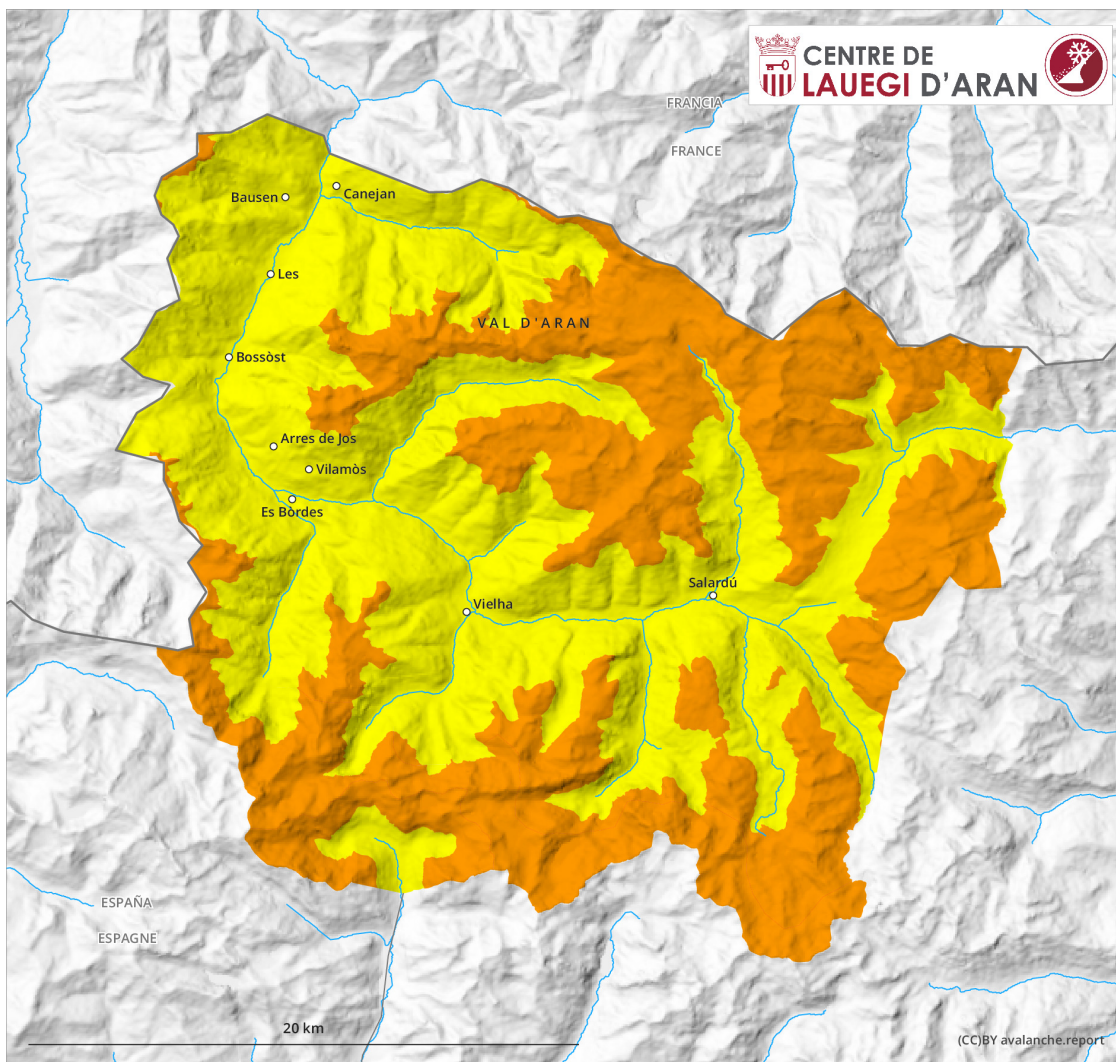 CENTRE DE
LAUEGI D'ARAN
FRANCIA
FRANCE
Bausen
Canejan
Les
VAL D'ARAN
Bossòst
Arres de Jos
Vilamòs
Es Bòrdes
Salardú
Vielha
ESPAÑA
ESPAGNE
20 km
(CC)BY avalanche.report